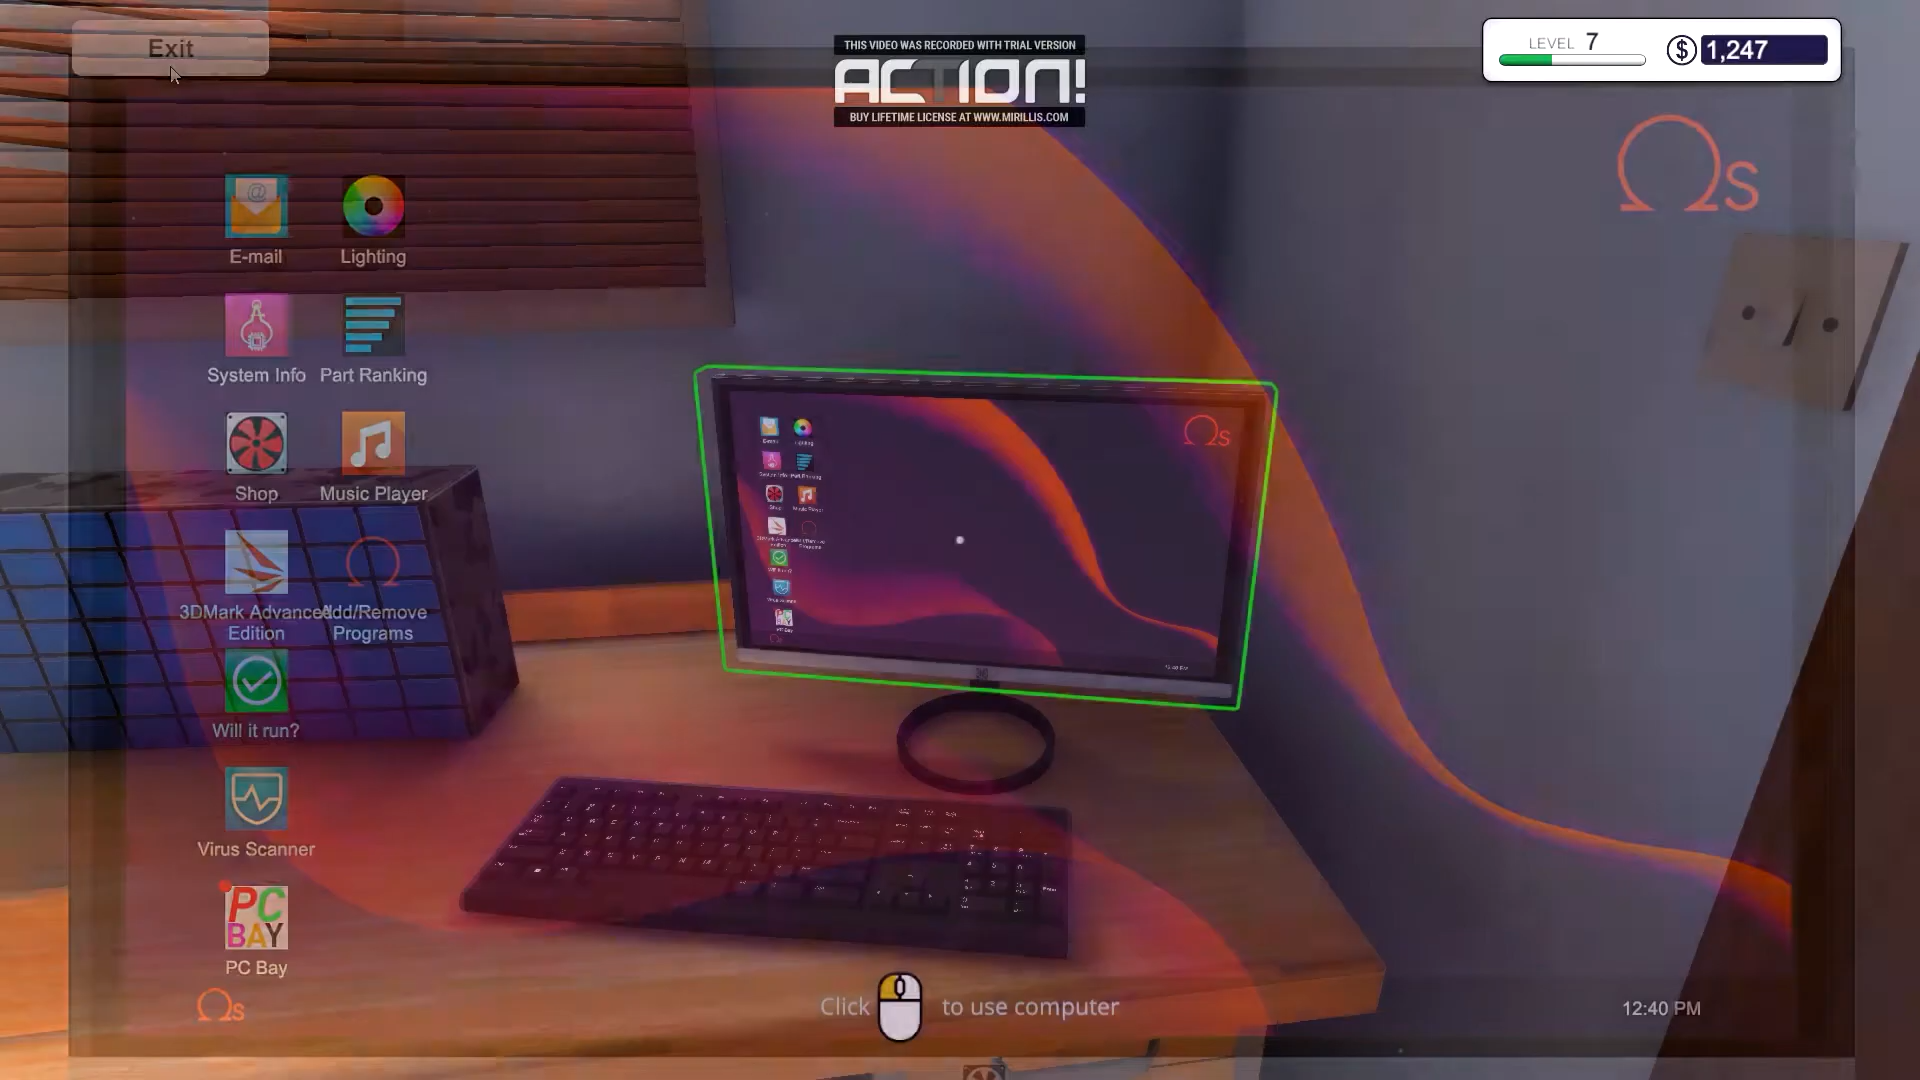 Exit
THIS VIDEO WAS RECORDED WITH TRIAL VERSION
ACTION!
BUY LIFETIME LICENSE AT WWW.MIRILLIS.COM
LEVEL 7
$ 1,247
Ωs
E-mail
Lighting
System Info
Part Ranking
Shop
Music Player
3DMark Advanced
Edition
Add/Remove
Programs
Will it run?
Virus Scanner
PC
BAY
PC Bay
Ωs
Click to use computer
12:40 PM